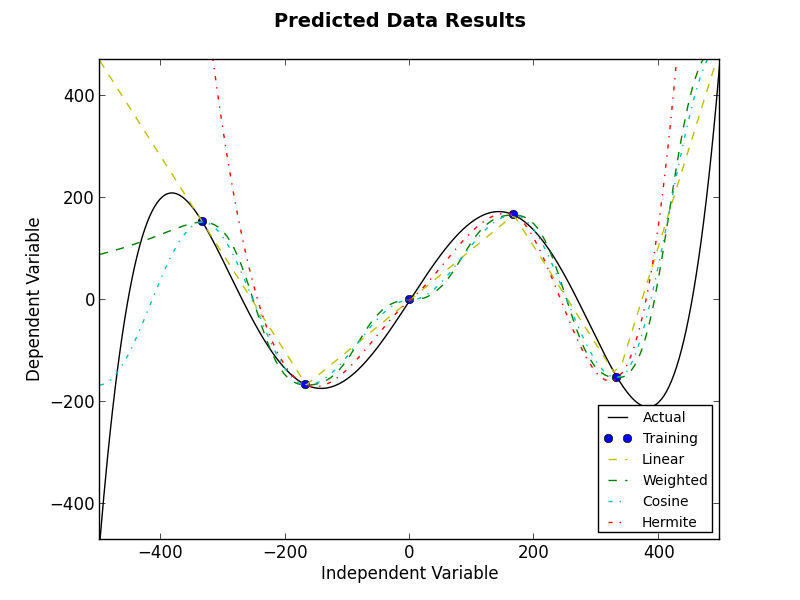 Predicted Data Results
Dependent Variable
400
200
0
−200
−400
−400
−200
0
200
400
Independent Variable
Actual
Training
Linear
Weighted
Cosine
Hermite